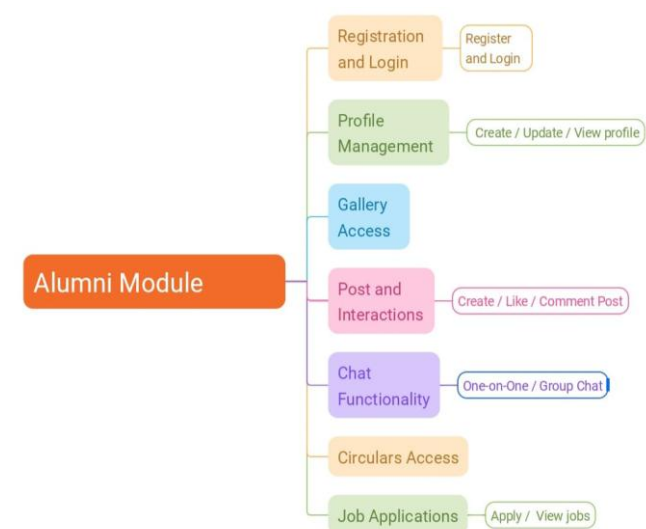 Registration
and Login
Register
and Login
Profile
Management
Create / Update / View profile
Gallery
Access
Alumni Module
Post and
Interactions
Create / Like / Comment Post
Chat
Functionality
One-on-One / Group Chat
Circulars Access
Job Applications
Apply / View jobs